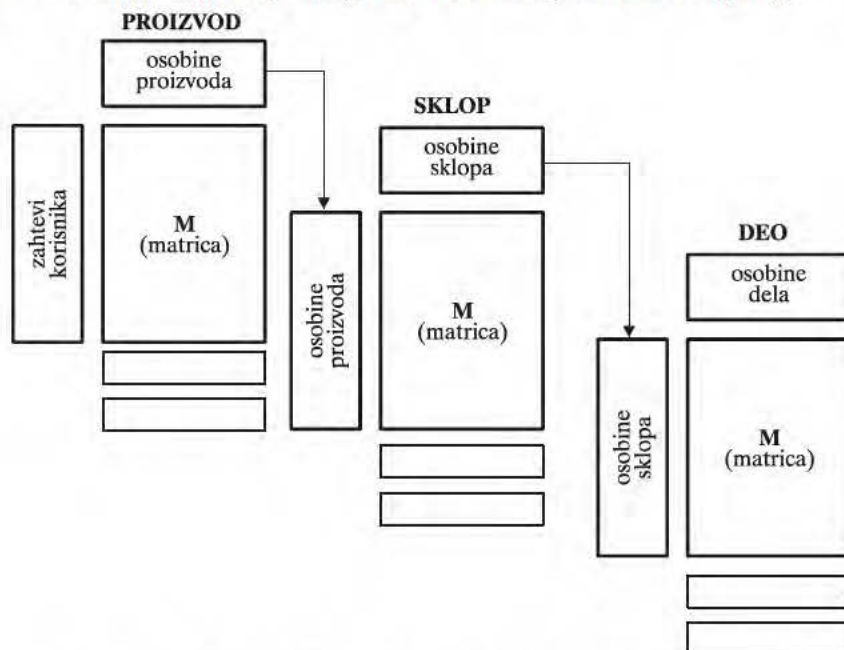 PROIZVOD
osobine
proizvoda
zahtevi
korisnika
M
(matrica)
SKLOP
osobine
sklopa
osobine
proizvoda
M
(matrica)
DEO
osobine
dela
osobine
sklopa
M
(matrica)